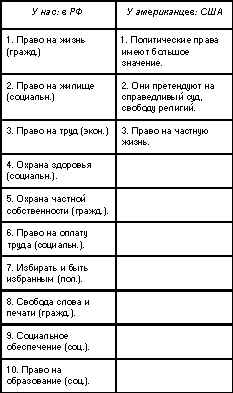 У нас: в РФ
У американцев: США
1. Право на жизнь
(гражд.)
1. Политические права
имеют большое
значение.
2. Право на жилище
(социальн.)
2. Они претендуют на
справедливый суд,
свободу религий.
3. Право на труд (экон.)
3. Право на частную
жизнь.
4. Охрана здоровья
(социальн.).
5. Охрана частной
собственности (гражд.).
6. Право на оплату
труда (социальн.).
7. Избирать и быть
избранным (пол.).
8. Свобода слова и
печати (гражд.).
9. Социальное
обеспечение (соц.).
10. Право на
образование (соц.).